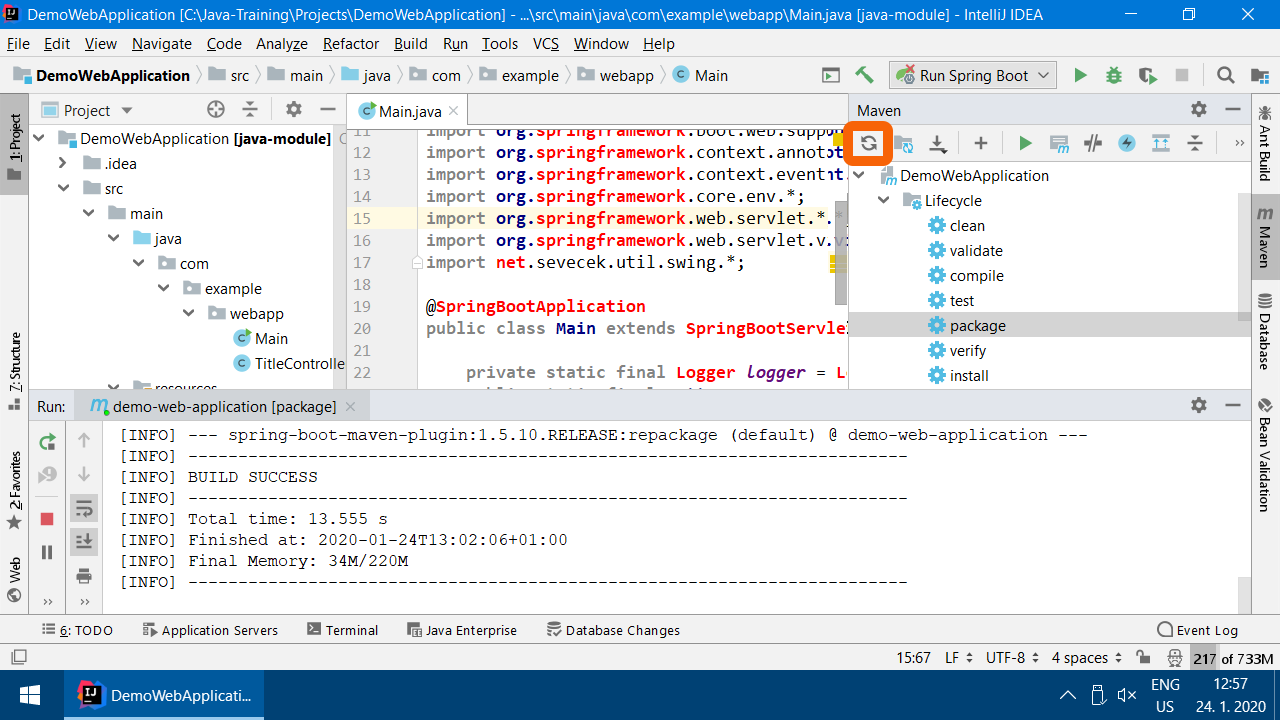 DemoWebApplication [C:\Java-Training\Projects\DemoWebApplication] - ...\src\main\java\com\example\webapp\Main.java [java-module] - IntelliJ IDEA
File Edit View Navigate Code Analyze Refactor Build Run Tools VCS Window Help
DemoWebApplication src main java com example webapp Main Run Spring Boot
1: Project
7: Structure
2: Favorites
Web
Project
DemoWebApplication [java-module]
.idea
src
main
java
com
example
webapp
Main
TitleControlle
resources
Main.java
11 import org.springframework.boot.web.suppo
12 import org.springframework.context.annot
13 import org.springframework.context.event.
14 import org.springframework.core.env.*;
15 import org.springframework.web.servlet.*
16 import org.springframework.web.servlet.v
17 import net.sevecek.util.swing.*;
18
19 @SpringBootApplication
20 public class Main extends SpringBootServle
21
22 private static final Logger logger = L
Maven
DemoWebApplication
Lifecycle
clean
validate
compile
test
package
verify
install
Ant Build
m Maven
Database
Bean Validation
Run: demo-web-application [package]
[INFO] --- spring-boot-maven-plugin:1.5.10.RELEASE:repackage (default) @ demo-web-application ---
[INFO] ------------------------------------------------------------------------
[INFO] BUILD SUCCESS
[INFO] ------------------------------------------------------------------------
[INFO] Total time: 13.555 s
[INFO] Finished at: 2020-01-24T13:02:06+01:00
[INFO] Final Memory: 34M/220M
[INFO] ------------------------------------------------------------------------
6: TODO Application Servers Terminal Java Enterprise Database Changes Event Log
15:67 LF UTF-8 4 spaces 217 of 733M
DemoWebApplicati...
ENG
US
12:57
24. 1. 2020